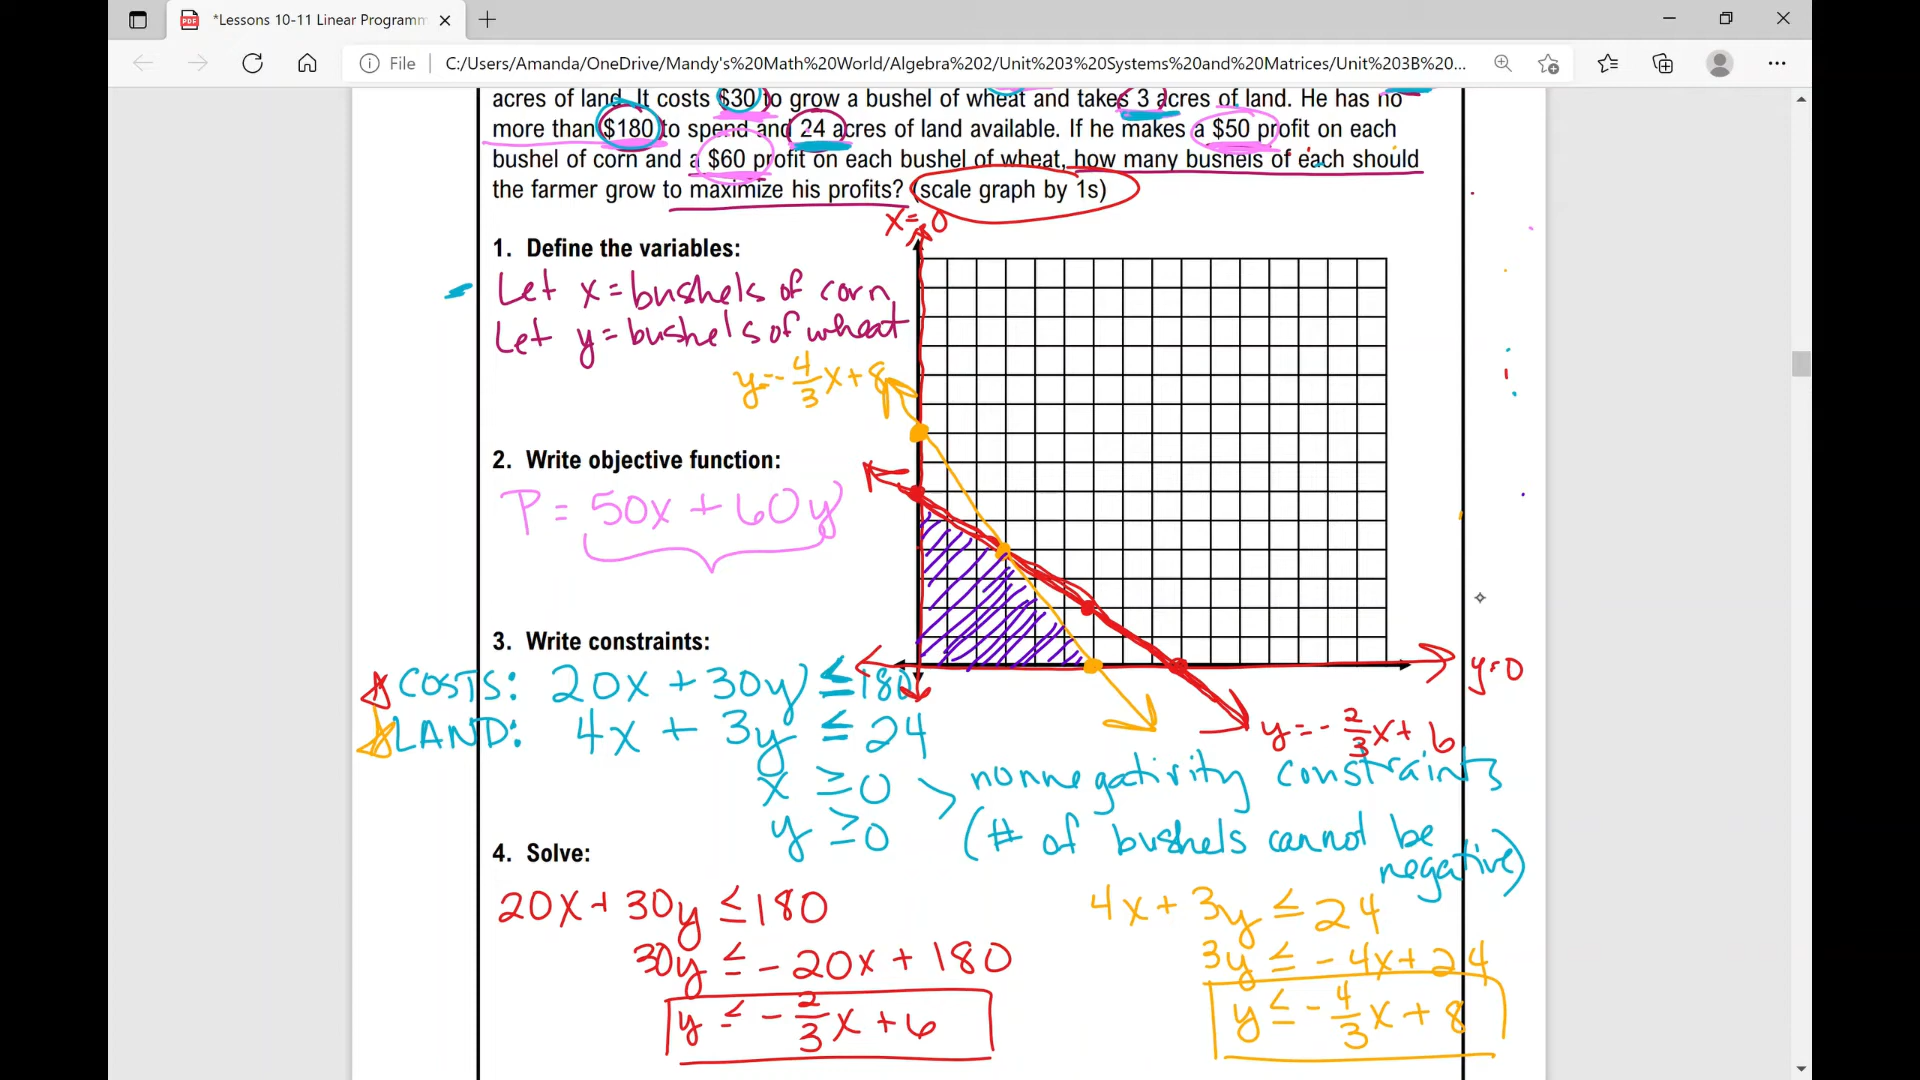 *Lessons 10-11 Linear Programm
File C:/Users/Amanda/OneDrive/Mandy's%20Math%20World/Algebra%202/Unit%203%20Systems%20and%20Matrices/Unit%203B%20...
acres of land. It costs $30 to grow a bushel of wheat and takes 3 acres of land. He has no
more than $180 to spend and 24 acres of land available. If he makes a $50 profit on each
bushel of corn and a $60 profit on each bushel of wheat, how many bushels of each should
the farmer grow to maximize his profits? (scale graph by 1s)
x=0
1. Define the variables:
Let x = bushels of corn
Let y = bushels of wheat
y=-4/3x+8
2. Write objective function:
P = 50x + 60y
3. Write constraints:
y=0
COSTS: 20x + 30y ≤ 180
LAND: 4x + 3y ≤ 24
y=-2/3x+6
x ≥ 0
y ≥ 0
nonnegativity constraints
(# of bushels cannot be
negative)
4. Solve:
20x + 30y ≤ 180
30y ≤ -20x + 180
y ≤ -2/3x + 6
4x + 3y ≤ 24
3y ≤ -4x + 24
y ≤ -4/3x + 8